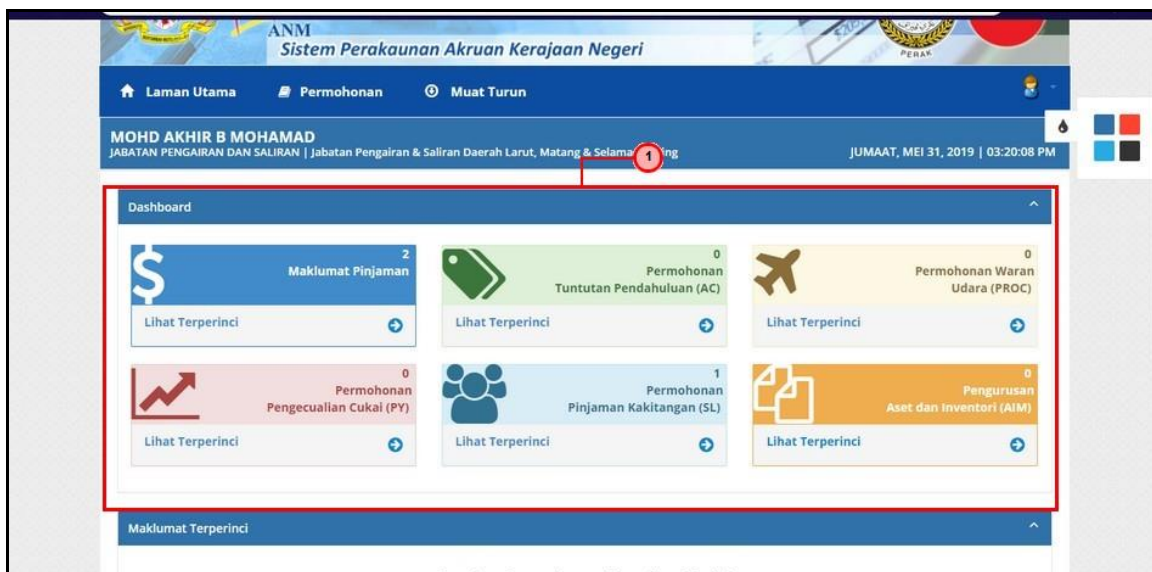 ANM
Sistem Perakaunan Akruan Kerajaan Negeri
PERAK
Laman Utama Permohonan Muat Turun
MOHD AKHIR B MOHAMAD
JABATAN PENGAIRAN DAN SALIRAN | Jabatan Pengairan & Saliran Daerah Larut, Matang & Selama
JUMAAT, MEI 31, 2019 | 03:20:08 PM
1
Dashboard
2
Maklumat Pinjaman
Lihat Terperinci
0
Permohonan
Tuntutan Pendahuluan (AC)
Lihat Terperinci
0
Permohonan Waran
Udara (PROC)
Lihat Terperinci
0
Permohonan
Pengecualian Cukai (PY)
Lihat Terperinci
1
Permohonan
Pinjaman Kakitangan (SL)
Lihat Terperinci
0
Pengurusan
Aset dan Inventori (AIM)
Lihat Terperinci
Maklumat Terperinci